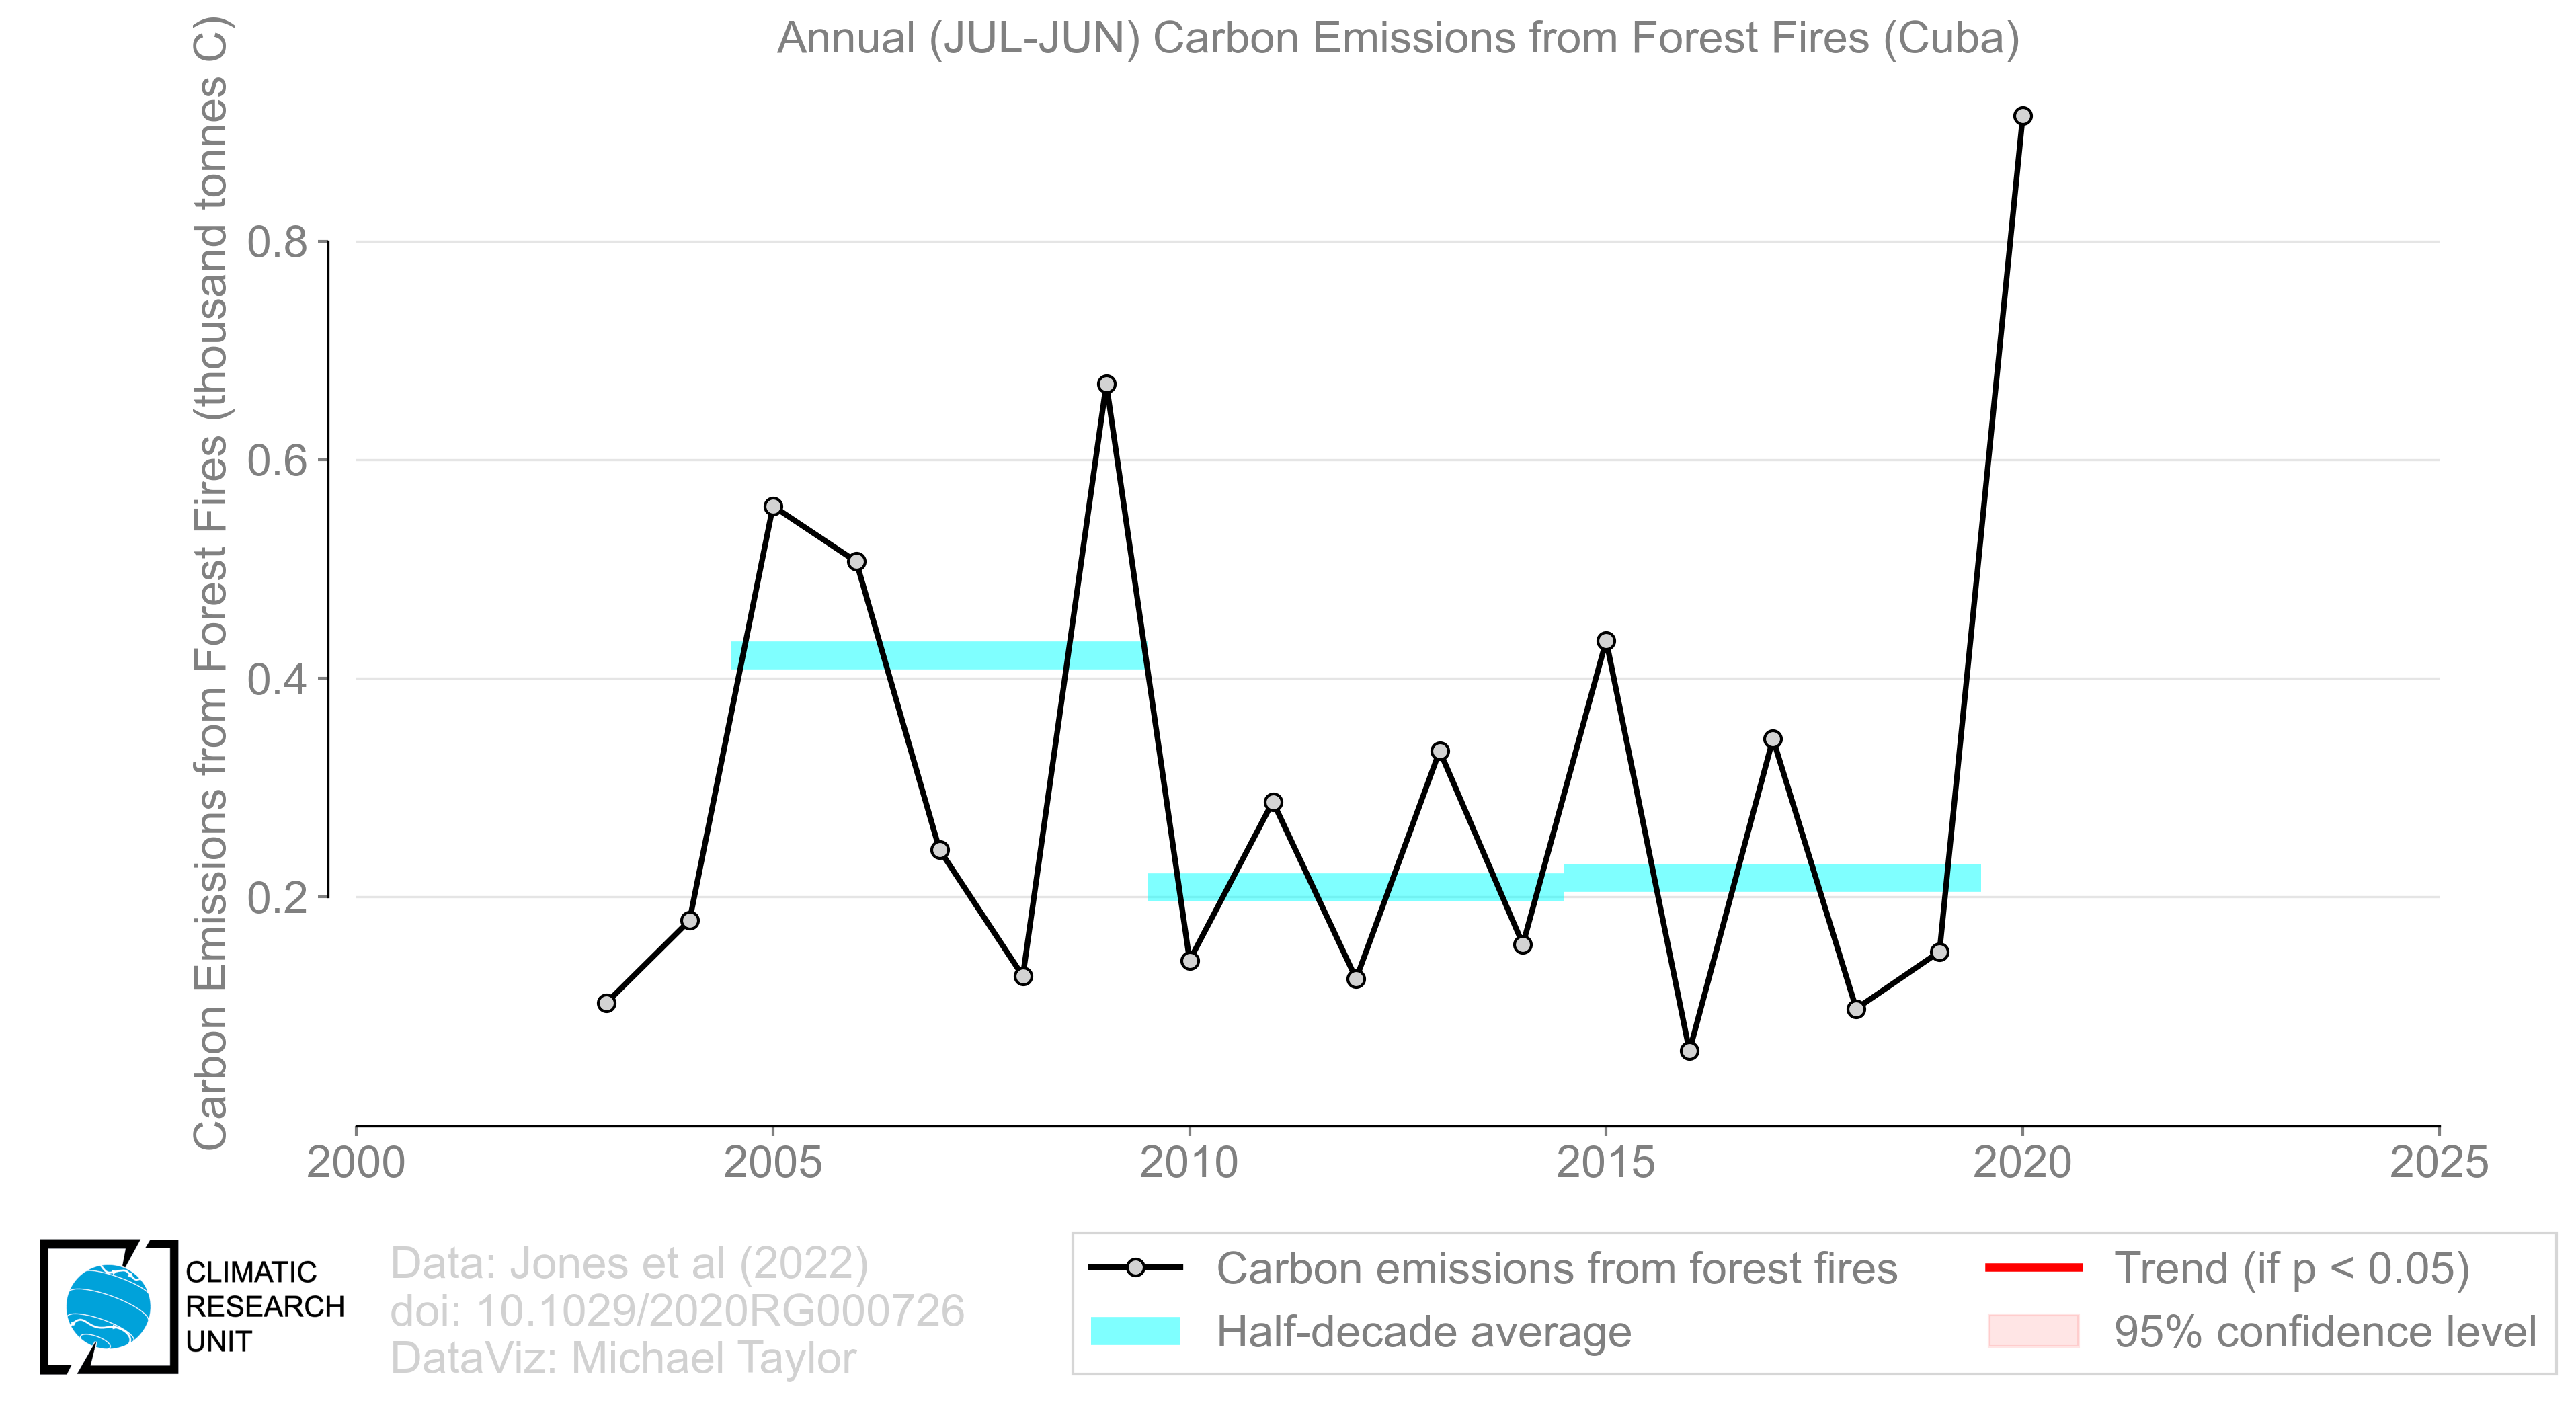 Annual (JUL-JUN) Carbon Emissions from Forest Fires (Cuba)
Carbon Emissions from Forest Fires (thousand tonnes C)
0.8
0.6
0.4
0.2
2000 2005 2010 2015 2020 2025
CLIMATIC
RESEARCH
UNIT
Data: Jones et al (2022)
doi: 10.1029/2020RG000726
DataViz: Michael Taylor
Carbon emissions from forest fires
Half-decade average
Trend (if p < 0.05)
95% confidence level